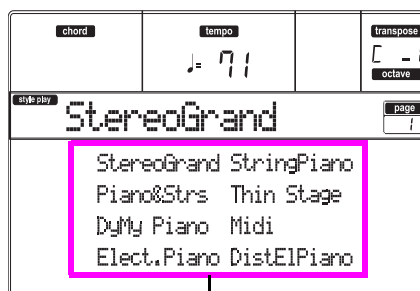 chord tempo transpose
♩= 71
octave
style play StereoGrand page
1
StereoGrand StringPiano
Piano&Strs Thin Stage
DyMy Piano Midi
Elect.Piano DistElPiano